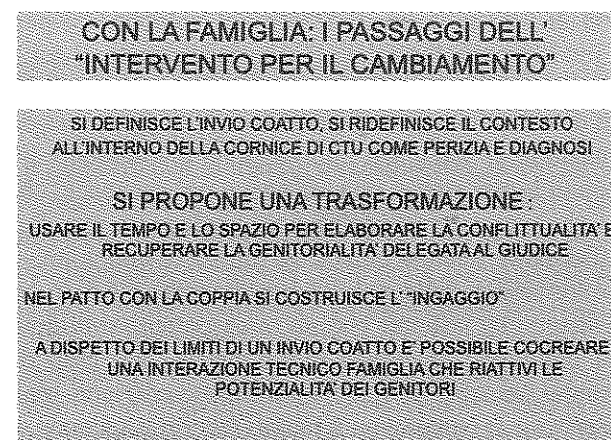 CON LA FAMIGLIA: I PASSAGGI DELL'
"INTERVENTO PER IL CAMBIAMENTO"
SI DEFINISCE L'INVIO COATTO, SI RIDEFINISCE IL CONTESTO
ALL'INTERNO DELLA CORNICE DI CTU COME PERIZIA E DIAGNOSI
SI PROPONE UNA TRASFORMAZIONE:
USARE IL TEMPO E LO SPAZIO PER ELABORARE LA CONFLITTUALITA' E
RECUPERARE LA GENITORIALITA' DELEGATA AL GIUDICE
NEL PATTO CON LA COPPIA SI COSTRUISCE L' "INGAGGIO"
A DISPETTO DEI LIMITI DI UN INVIO COATTO E' POSSIBILE COCREARE
UNA INTERAZIONE TECNICO FAMIGLIA CHE RIATTIVI LE
POTENZIALITA' DEI GENITORI